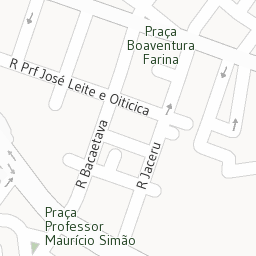 Praça
Boaventura
Farina
R Prf José Leite e Oiticica
R Bacaetava
R Jaceru
Praça
Professor
Maurício Simão